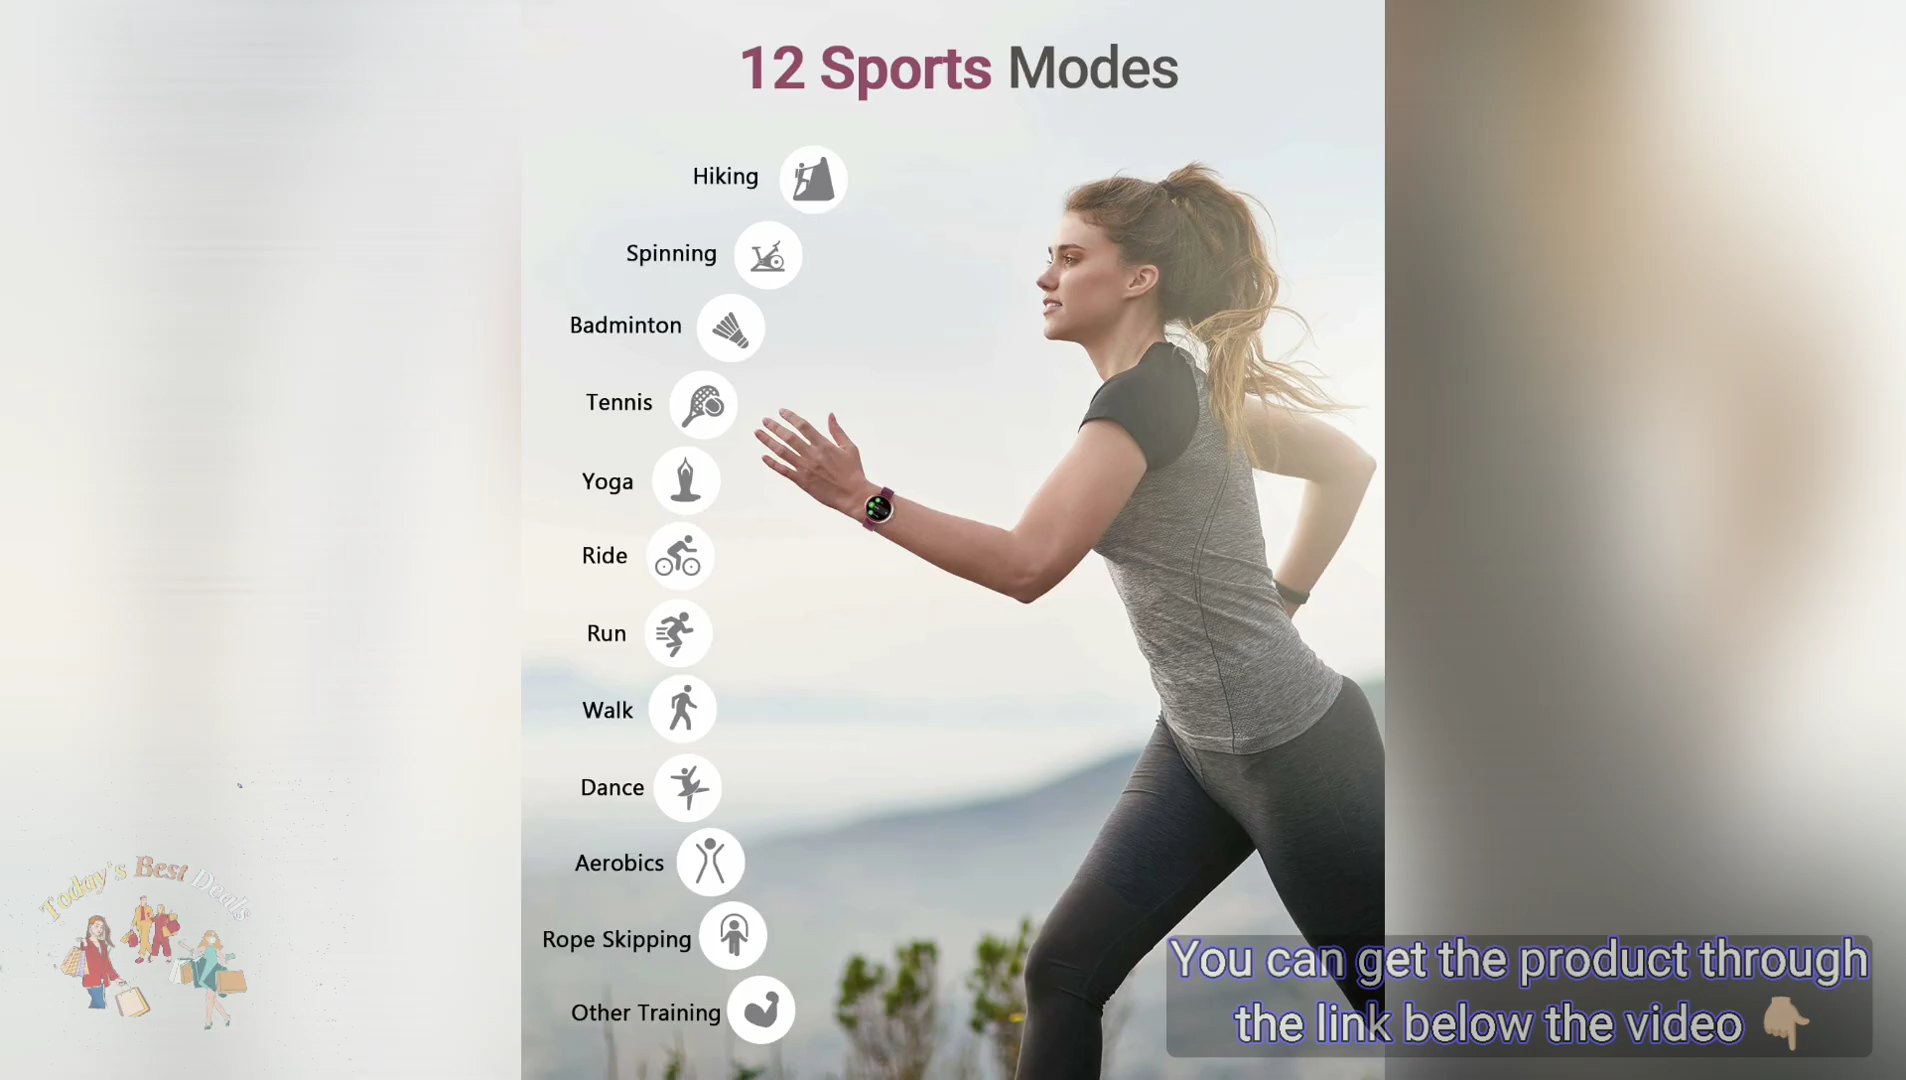 12 Sports Modes
Hiking
Spinning
Badminton
Tennis
Yoga
Ride
Run
Walk
Dance
Aerobics
Rope Skipping
Other Training
Today's Best Deals
You can get the product through
the link below the video 👇🏽